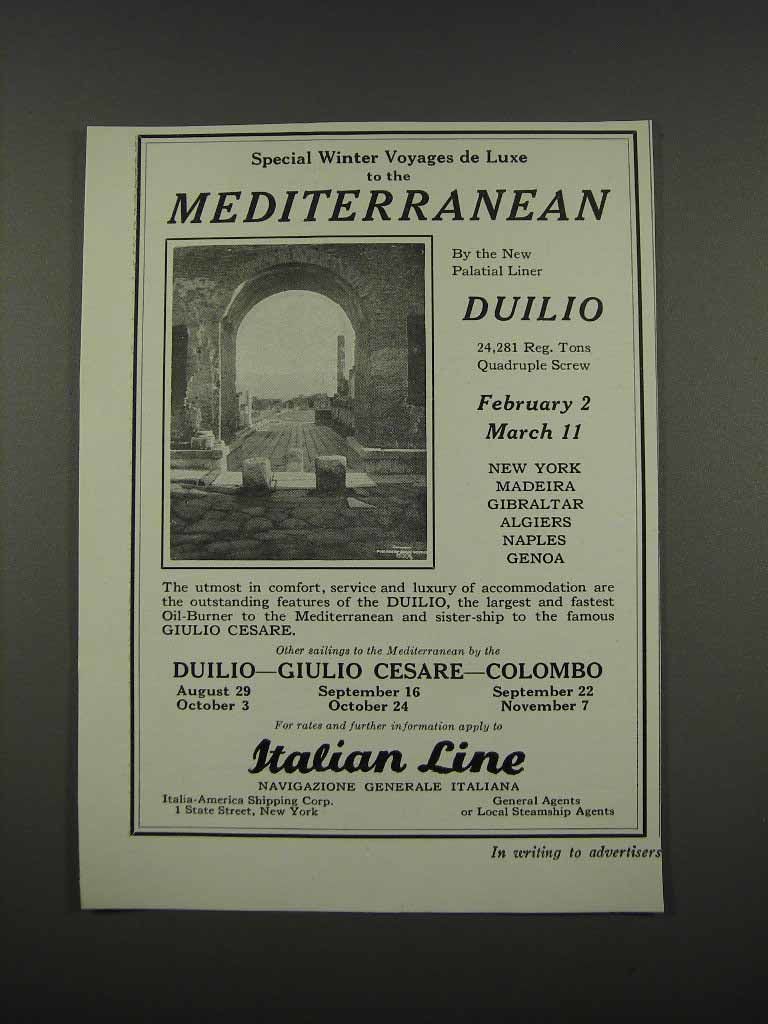 Special Winter Voyages de Luxe
to the
MEDITERRANEAN
By the New
Palatial Liner
DUILIO
24,281 Reg. Tons
Quadruple Screw
February 2
March 11
NEW YORK
MADEIRA
GIBRALTAR
ALGIERS
NAPLES
GENOA
The utmost in comfort, service and luxury of accommodation are
the outstanding features of the DUILIO, the largest and fastest
Oil-Burner to the Mediterranean and sister-ship to the famous
GIULIO CESARE.
Other sailings to the Mediterranean by the
DUILIO—GIULIO CESARE—COLOMBO
August 29 September 16 September 22
October 3 October 24 November 7
For rates and further information apply to
Italian Line
NAVIGAZIONE GENERALE ITALIANA
Italia-America Shipping Corp.
1 State Street, New York
General Agents
or Local Steamship Agents
In writing to advertisers